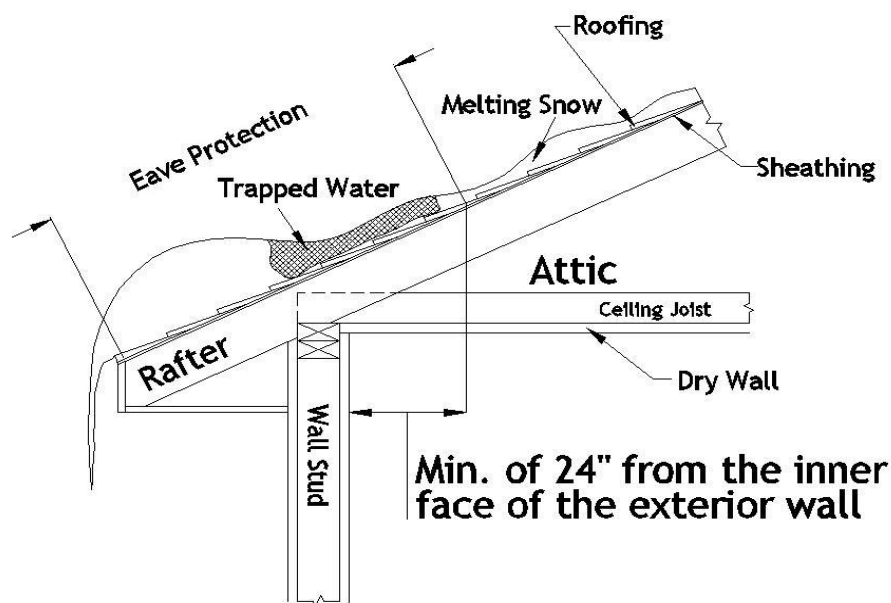 Roofing
Melting Snow
Eave Protection
Trapped Water
Sheathing
Attic
Ceiling Joist
Rafter
Dry Wall
Wall Stud
Min. of 24" from the inner
face of the exterior wall